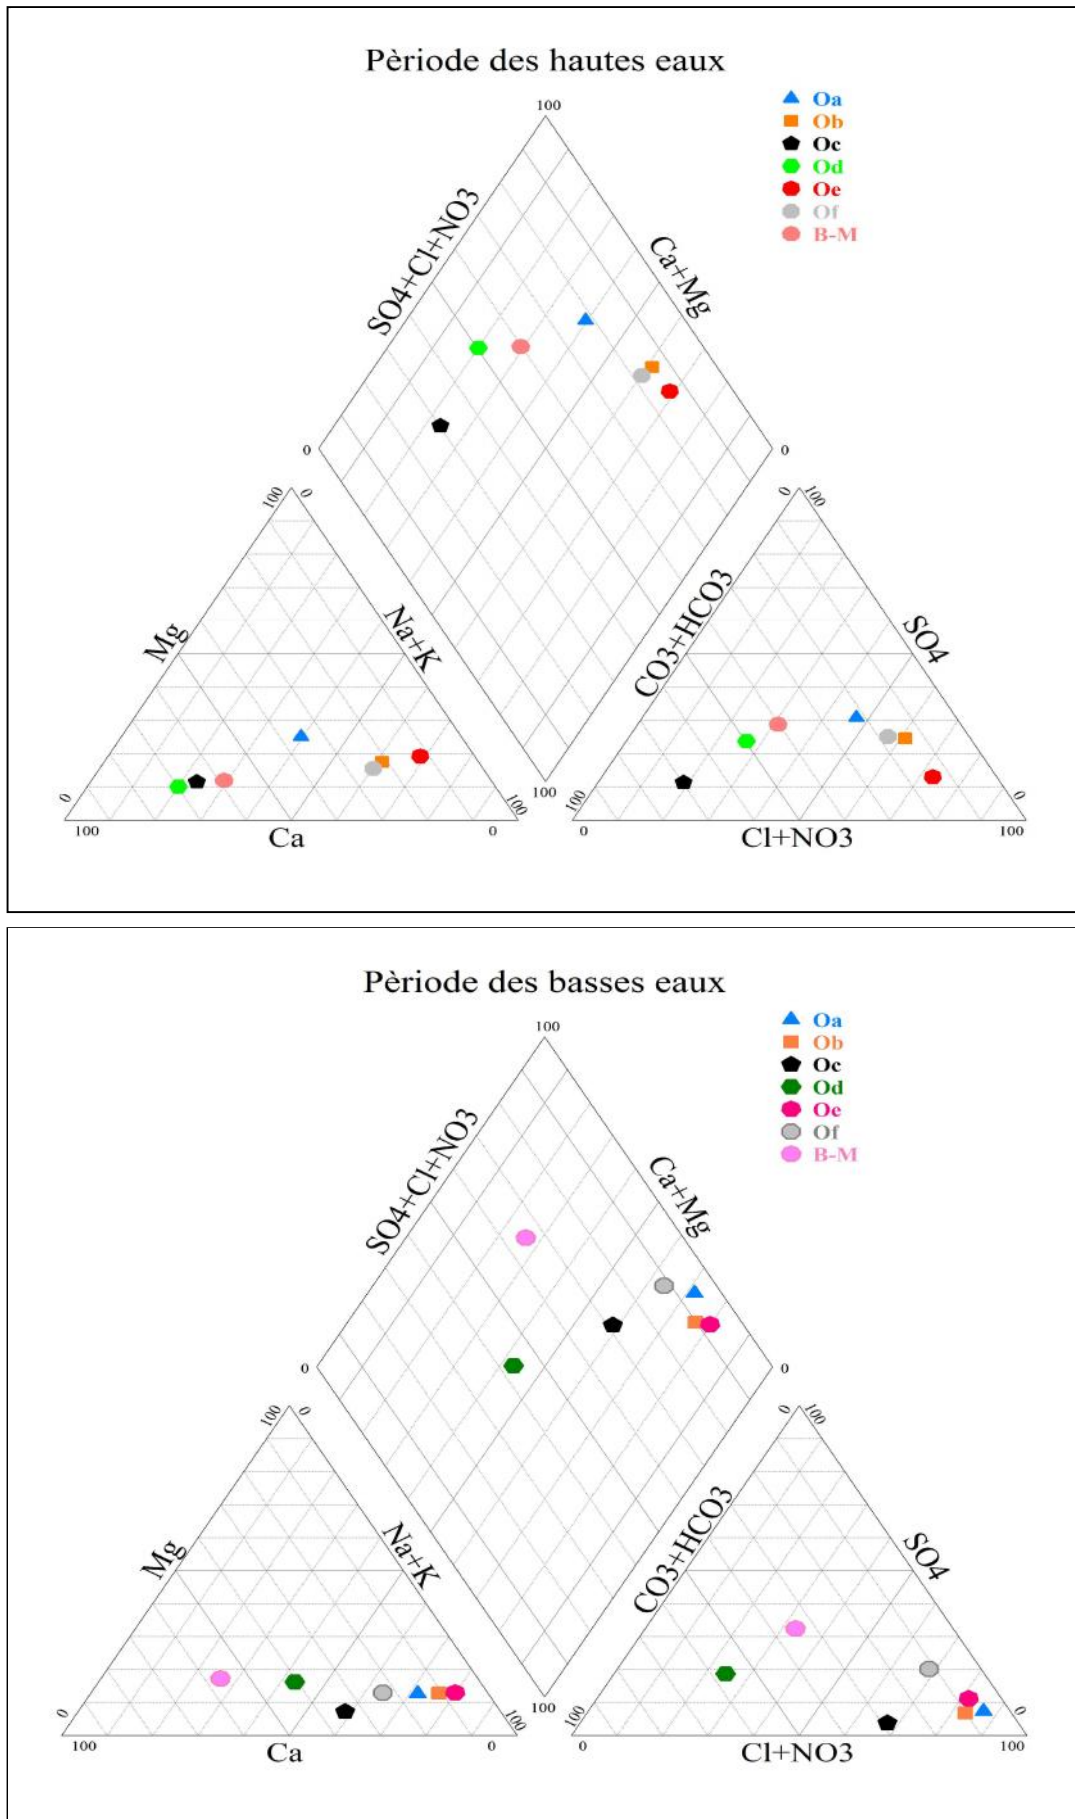 Pèriode des hautes eaux
Oa
Ob
Oc
Od
Oe
Of
B-M
100
SO4+Cl+NO3
Ca+Mg
0
0
100
0
0
100
Mg
Na+K
CO3+HCO3
SO4
0
100
100
100
0
100
0
0
100
Ca
Cl+NO3
Pèriode des basses eaux
Oa
Ob
Oc
Od
Oe
Of
B-M
100
SO4+Cl+NO3
Ca+Mg
0
0
100
0
0
100
Mg
Na+K
CO3+HCO3
SO4
0
100
100
100
0
100
0
0
100
Ca
Cl+NO3